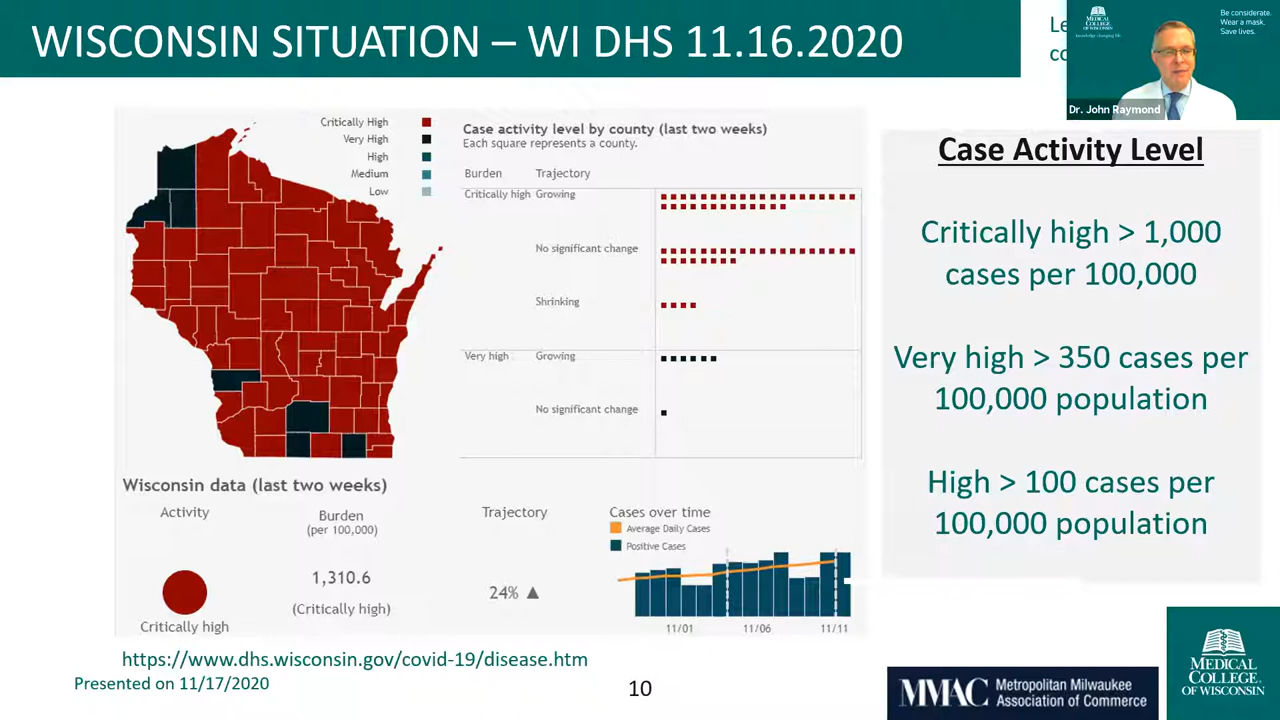 WISCONSIN SITUATION – WI DHS 11.16.2020
MEDICAL
COLLEGE
OF WISCONSIN
knowledge changing life
Be considerate.
Wear a mask.
Save lives.
Dr. John Raymond
Critically High
Very High
High
Medium
Low
Case activity level by county (last two weeks)
Each square represents a county.
Burden Trajectory
Critically high Growing
No significant change
Shrinking
Very high Growing
No significant change
Case Activity Level
Critically high > 1,000
cases per 100,000
Very high > 350 cases per
100,000 population
High > 100 cases per
100,000 population
Wisconsin data (last two weeks)
Activity
Critically high
Burden
(per 100,000)
1,310.6
(Critically high)
Trajectory
24% ▲
Cases over time
Average Daily Cases
Positive Cases
11/01 11/06 11/11
https://www.dhs.wisconsin.gov/covid-19/disease.htm
Presented on 11/17/2020
10
MMAC Metropolitan Milwaukee
Association of Commerce
MEDICAL
COLLEGE
OF WISCONSIN